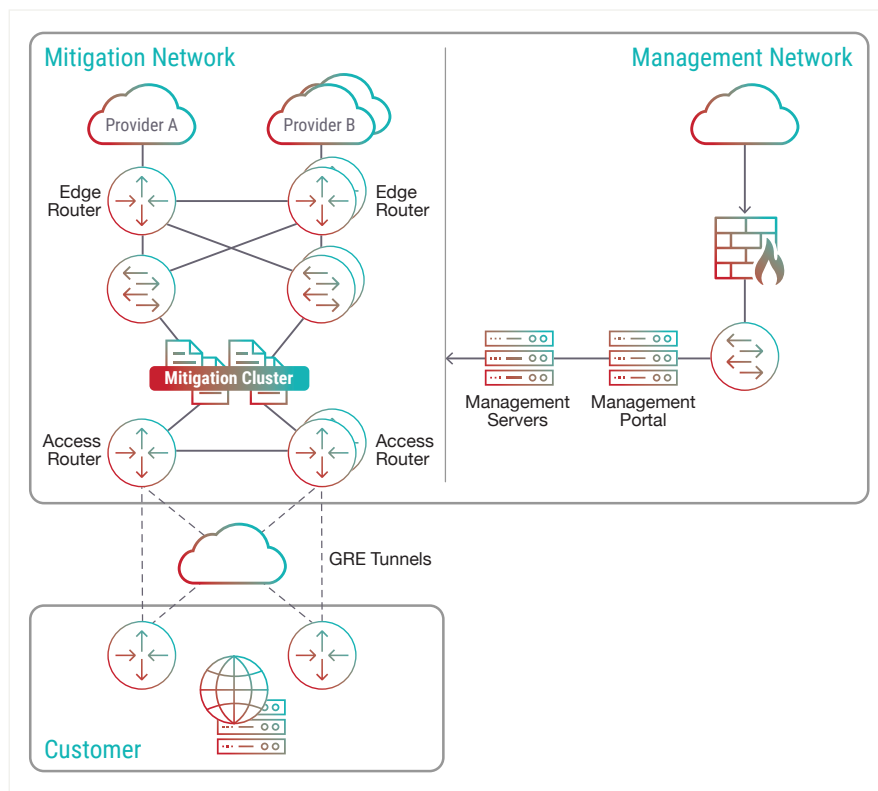 Mitigation Network
Management Network
Provider A
Provider B
Edge
Router
Edge
Router
Mitigation Cluster
Management
Servers
Management
Portal
Access
Router
Access
Router
GRE Tunnels
Customer